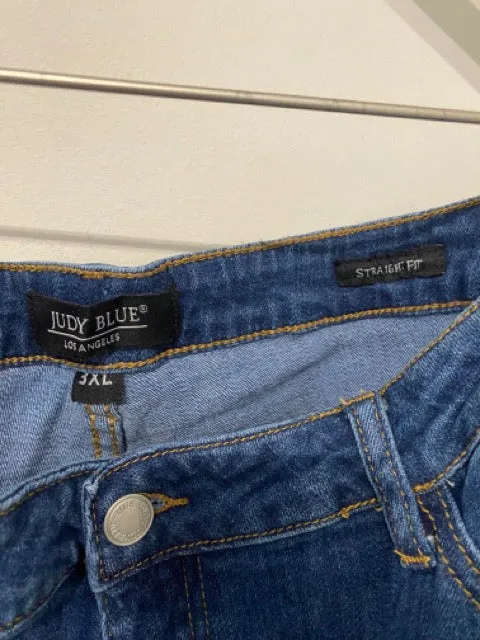 STRAIGHT FIT
JUDY BLUE®
LOS ANGELES
3XL